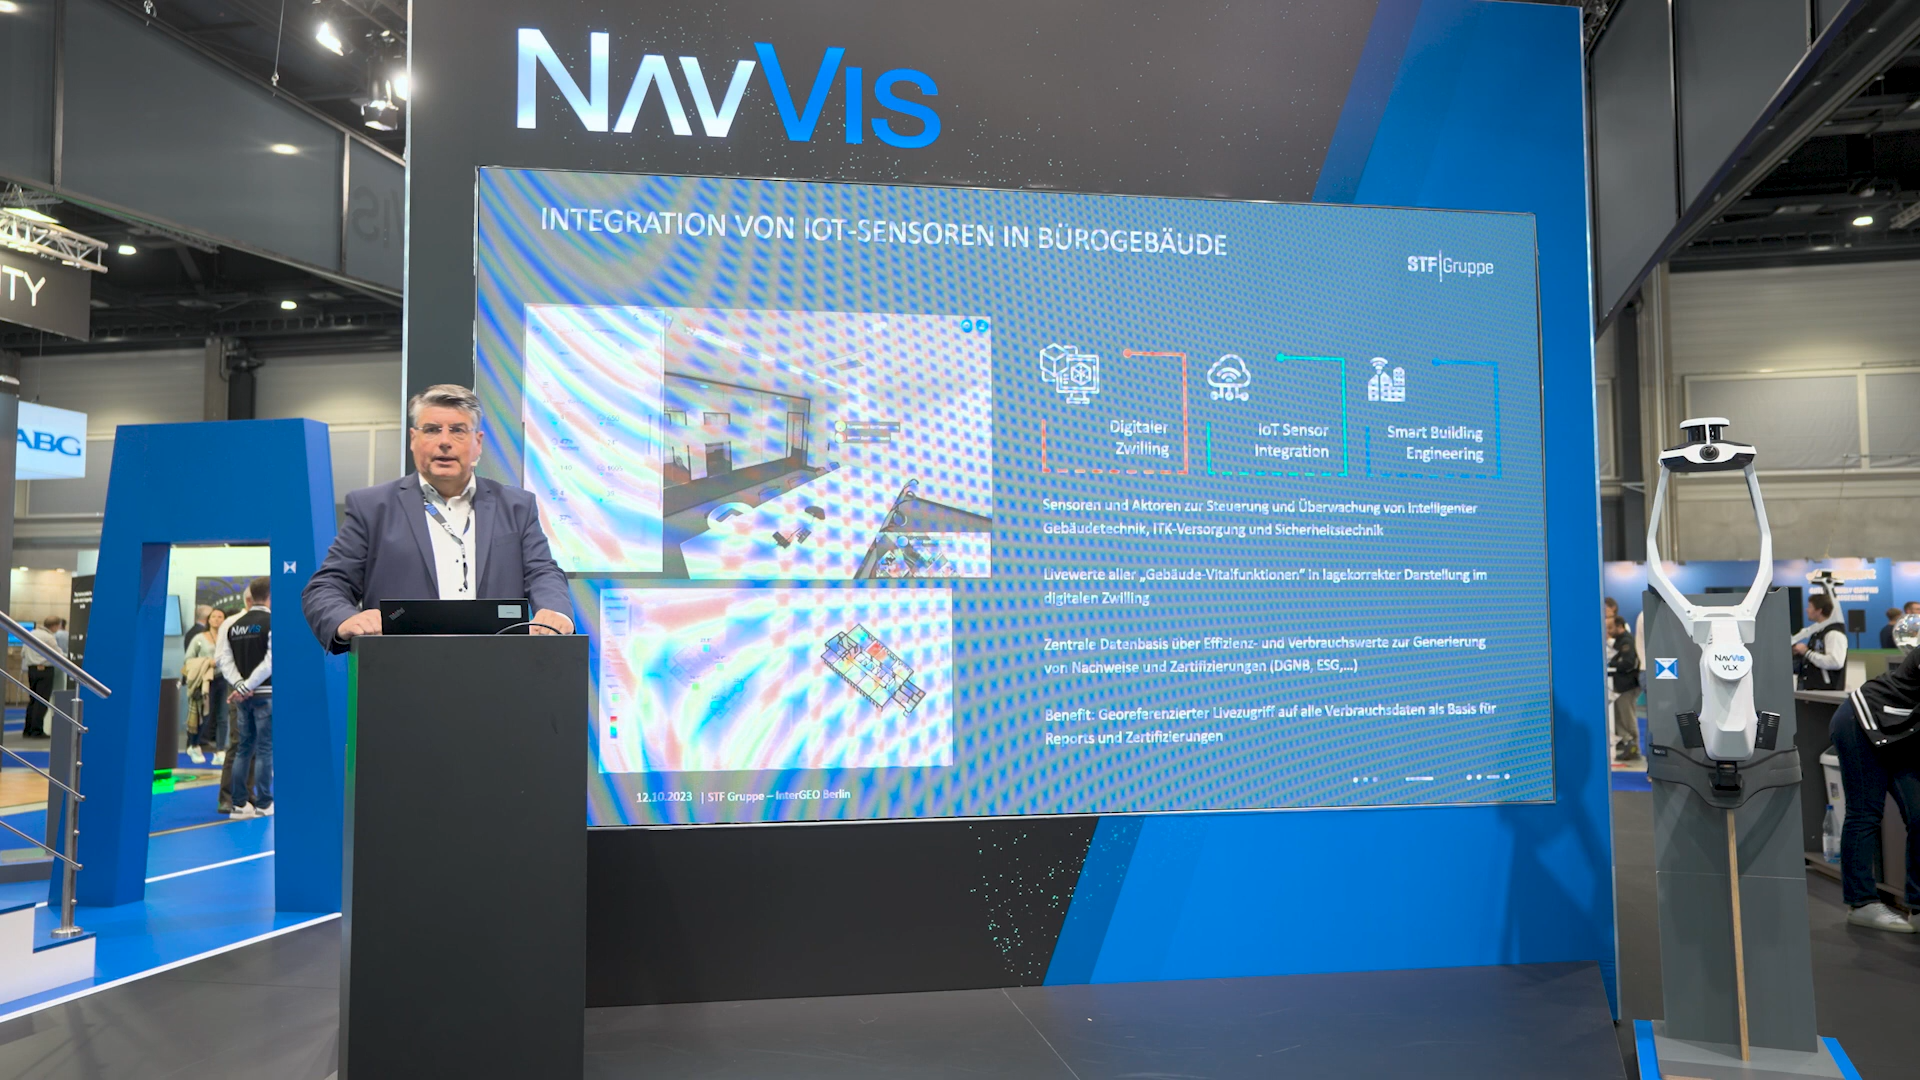 NAVVIS
INTEGRATION VON IOT-SENSOREN IN BÜROGEBÄUDE
STF|Gruppe
Digitaler
Zwilling
IoT Sensor
Integration
Smart Building
Engineering
Sensoren und Aktoren zur Steuerung und Überwachung von intelligenter
Gebäudetechnik, ITK-Versorgung und Sicherheitstechnik
Livewerte aller „Gebäude-Vitalfunktionen“ in lagekorrekter Darstellung im
digitalen Zwilling
Zentrale Datenbasis über Effizienz- und Verbrauchswerte zur Generierung
von Nachweise und Zertifizierungen (DGNB, ESG,...)
Benefit: Georeferenzierter Livezugriff auf alle Verbrauchsdaten als Basis für
Reports und Zertifizierungen
12.10.2023 | STF Gruppe – InterGEO Berlin
ITY
ABG
NAVVIS
NAVVIS
VLX